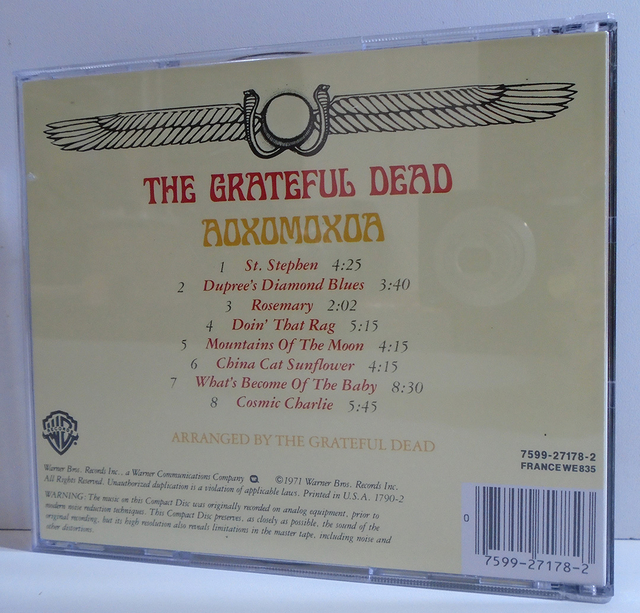 THE GRATEFUL DEAD
AOXOMOXOA
1 St. Stephen 4:25
2 Dupree's Diamond Blues 3:40
3 Rosemary 2:02
4 Doin' That Rag 5:15
5 Mountains Of The Moon 4:15
6 China Cat Sunflower 4:15
7 What's Become Of The Baby 8:30
8 Cosmic Charlie 5:45
ARRANGED BY THE GRATEFUL DEAD
7599-27178-2
FRANCE WE 835
Warner Bros. Records Inc., a Warner Communications Company ©1971 Warner Bros. Records Inc.
All Rights Reserved. Unauthorized duplication is a violation of applicable laws. Printed in U.S.A. 1790-2
WARNING: The music on this Compact Disc was originally recorded on analog equipment, prior to
modern noise reduction techniques. This Compact Disc preserves, as closely as possible, the sound of the
original recording, but its high resolution also reveals limitations in the master tape, including noise and
other distortions.
0
7599-27178-2